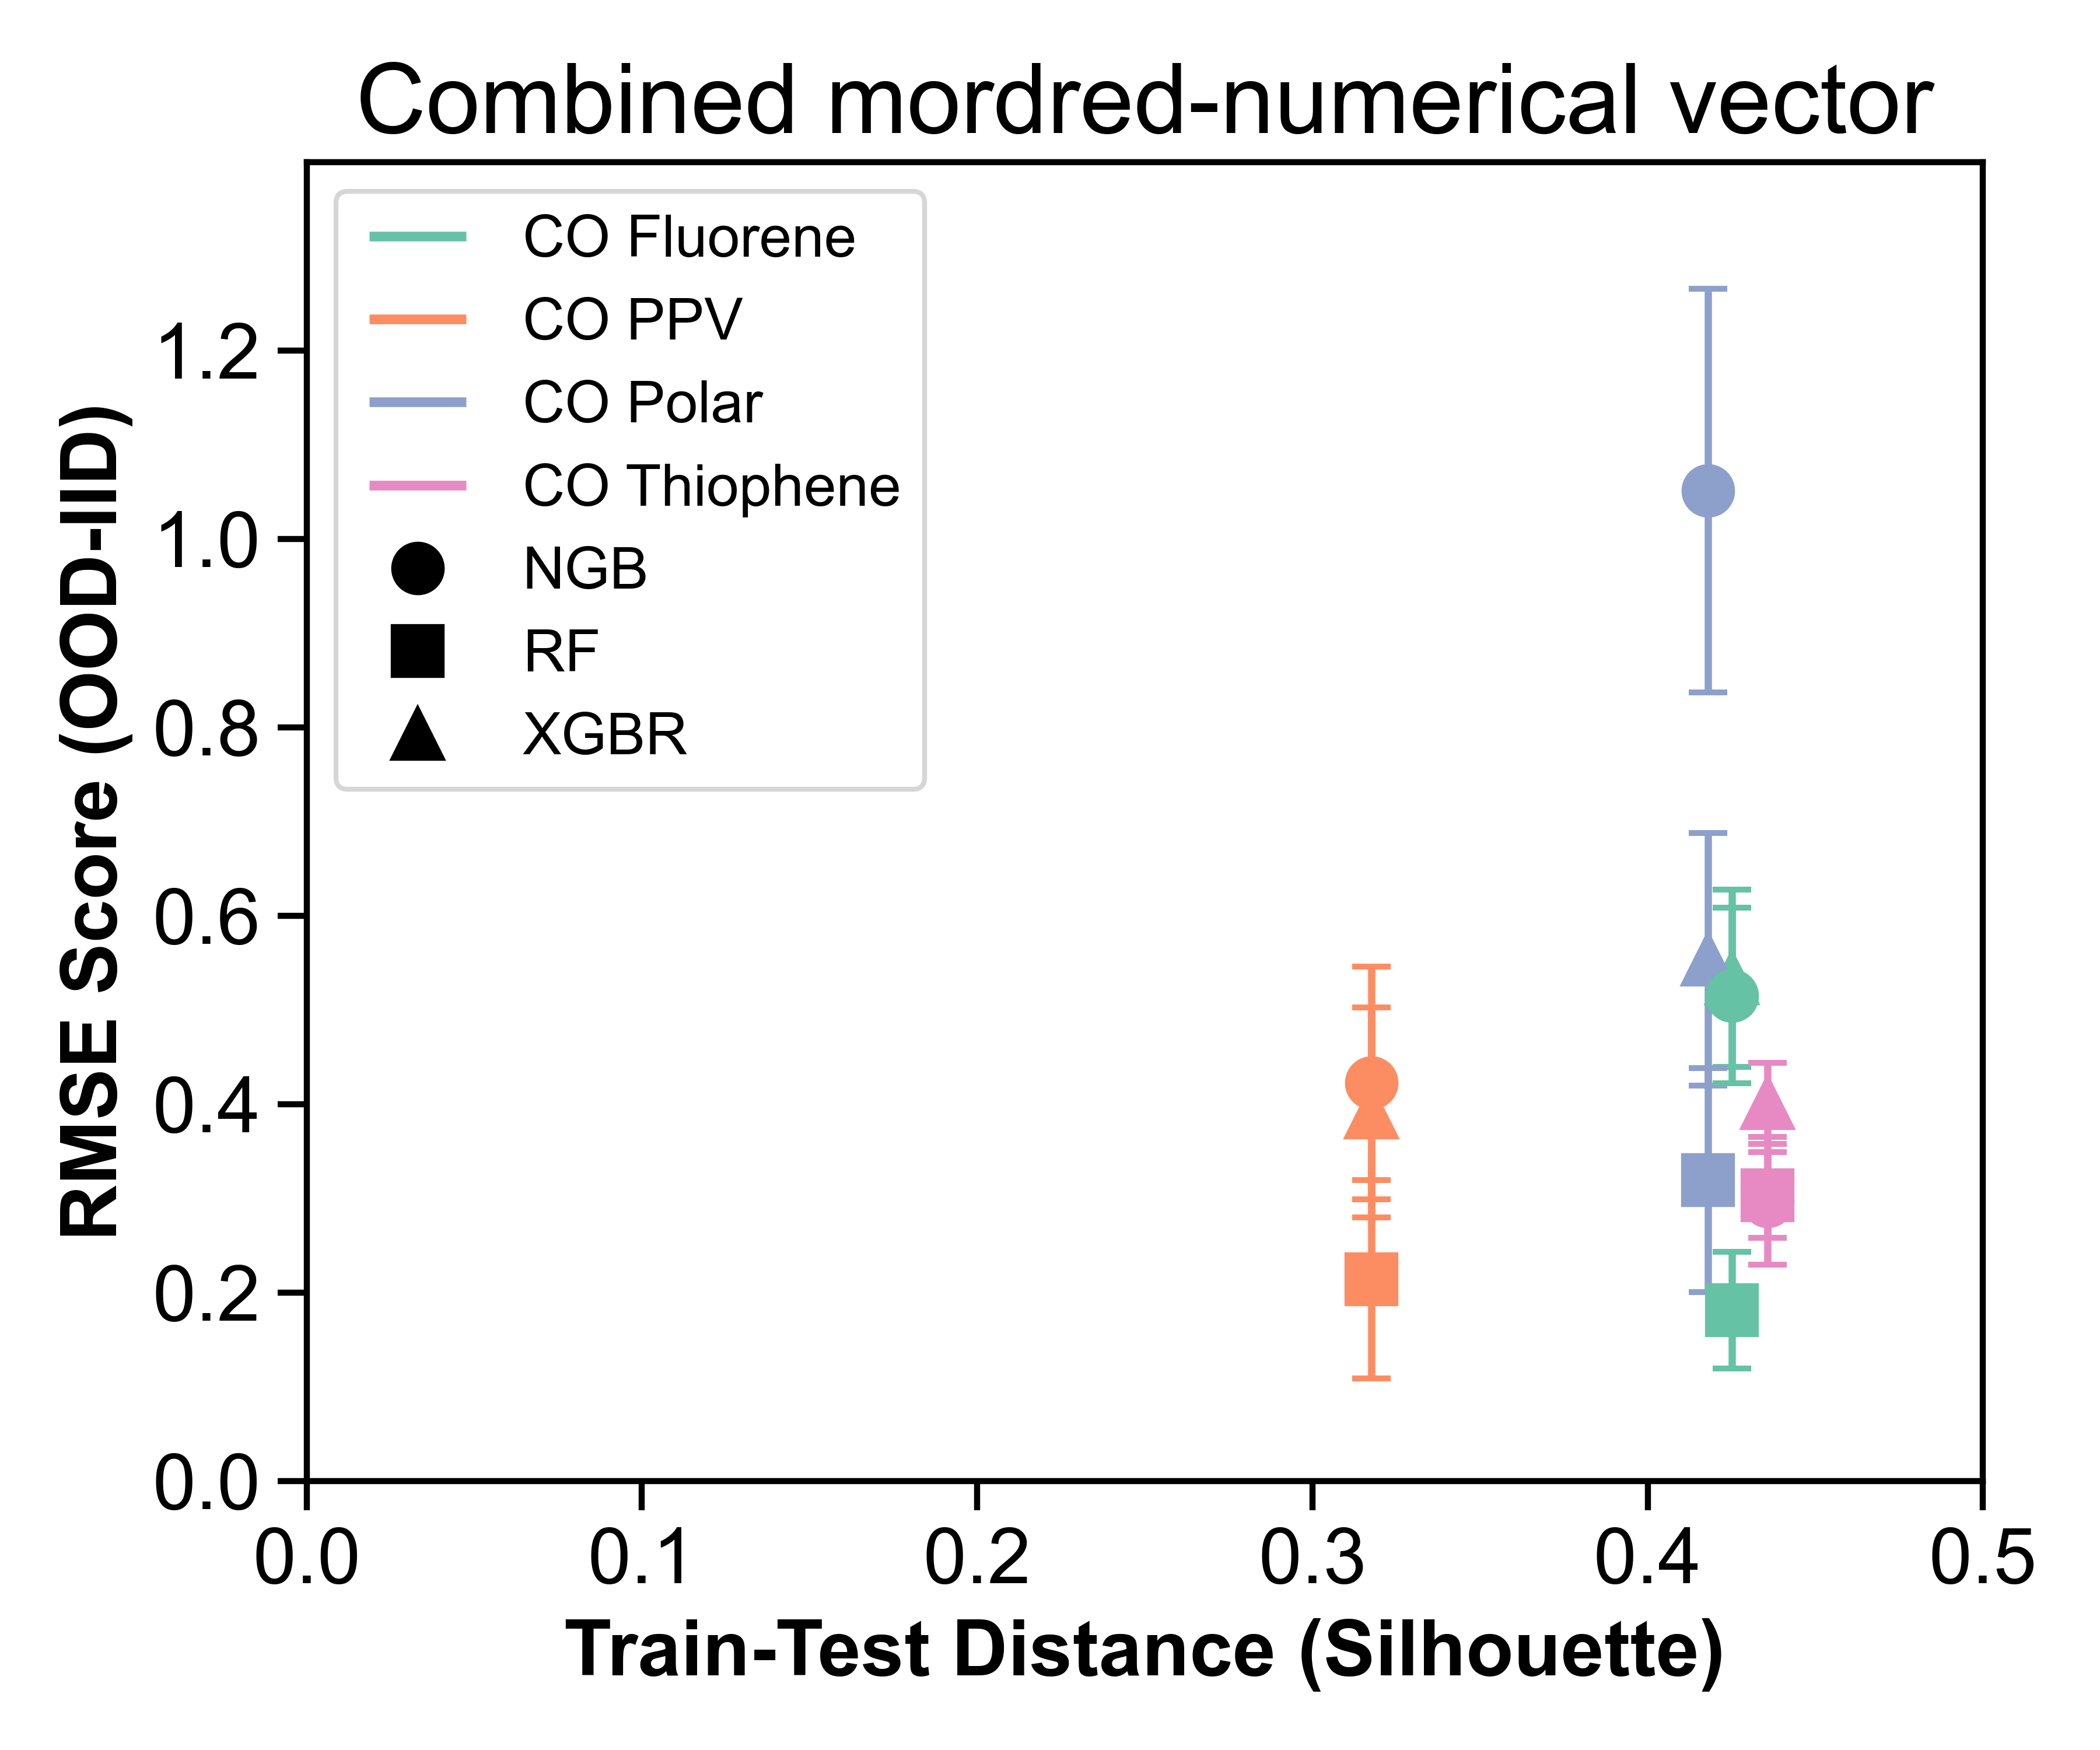 Combined mordred-numerical vector
CO Fluorene
CO PPV
CO Polar
CO Thiophene
NGB
RF
XGBR
RMSE Score (OOD-IID)
1.2
1.0
0.8
0.6
0.4
0.2
0.0
0.0 0.1 0.2 0.3 0.4 0.5
Train-Test Distance (Silhouette)